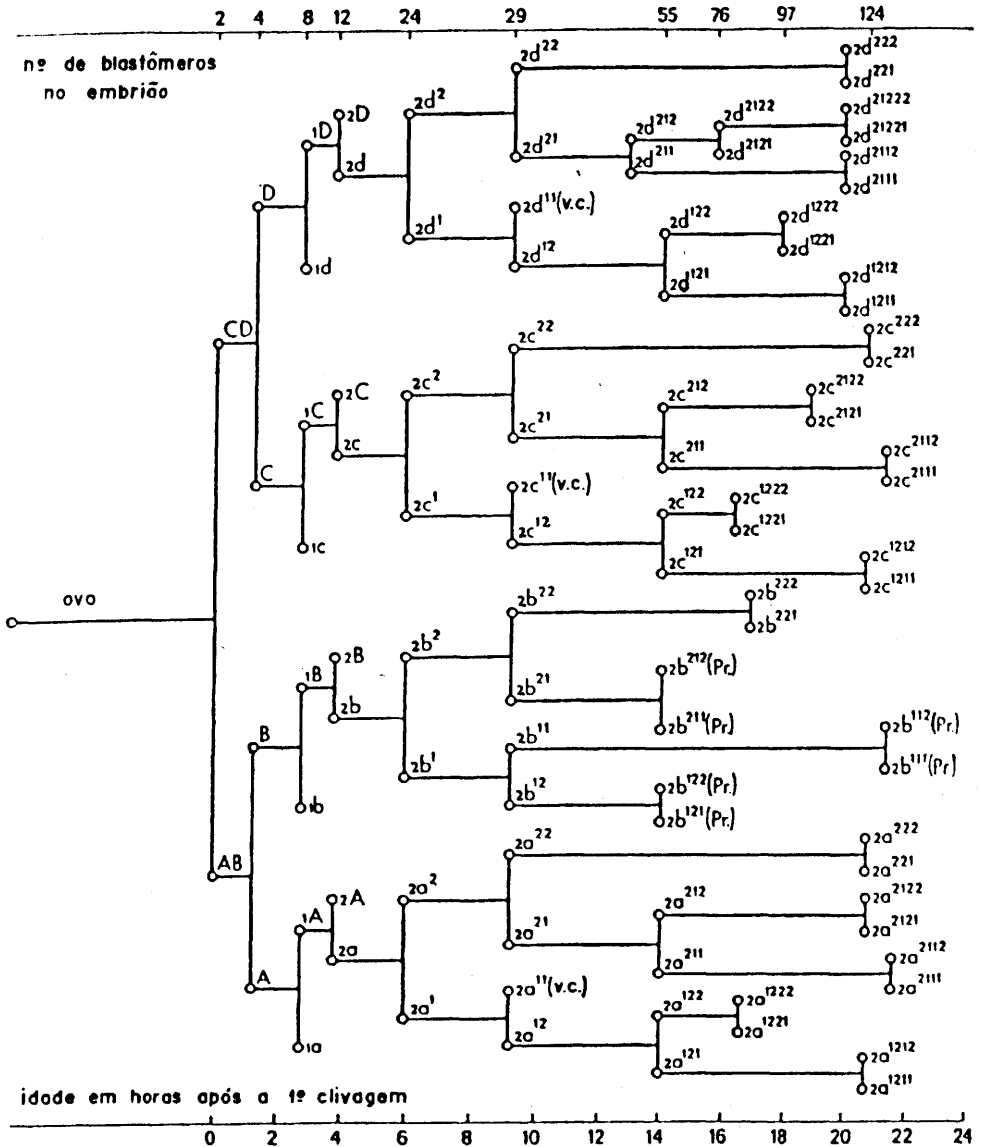 2 4 8 12 24 29 55 76 97 124
nº de blastômeros
no embrião
2d²²
2d²²²
2d²²¹
2d²
2D
1D
2d
2d²¹
2d²¹²
2d²¹²²
2d²¹²¹
2d²¹¹
2d²¹²²²
2d²¹²²¹
2d²¹¹²
2d²¹¹¹
D
2d¹¹(v.c.)
2d¹
2d¹²
2d¹²²
2d¹²²²
2d¹²²¹
1d
2d¹²¹
2d¹²¹²
2d¹²¹¹
CD
2c²²
2c²²²
2c²²¹
2C
2c²
1C
2c
2c²¹
2c²¹²
2c²¹²²
2c²¹²¹
2c²¹¹
2c²¹¹²
2c²¹¹¹
C
2c¹¹(v.c.)
2c¹
2c¹²
2c¹²²
2c¹²²²
2c¹²²¹
1c
2c¹²¹
2c¹²¹²
2c¹²¹¹
ovo
2b²²
2b²²²
2b²²¹
2B
2b²
1B
2b
2b²¹
2b²¹²(Pr.)
2b²¹¹(Pr.)
B
2b¹¹
2b¹¹²(Pr.)
2b¹¹¹(Pr)
2b¹
2b¹²
2b¹²²(Pr.)
2b¹²¹(Pr.)
1b
AB
2a²²
2a²²²
2a²²¹
2A
2a²
1A
2a
2a²¹
2a²¹²
2a²¹²²
2a²¹²¹
2a²¹¹
2a²¹¹²
2a²¹¹¹
A
2a¹¹(v.c.)
2a¹
2a¹²
2a¹²²
2a¹²²²
2a¹²²¹
1a
2a¹²¹
2a¹²¹²
2a¹²¹¹
idade em horas após a 1º clivagem
0 2 4 6 8 10 12 14 16 18 20 22 24